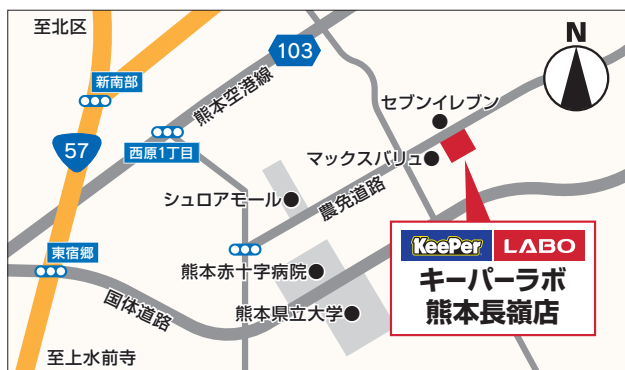 至北区
103
N
新南部
熊本空港線
セブンイレブン
57
西原1丁目
マックスバリュ
シュロアモール
農免道路
KeePer LABO
東宿郷
熊本赤十字病院
キーパーラボ
国体道路
熊本県立大学
熊本長嶺店
至上水前寺